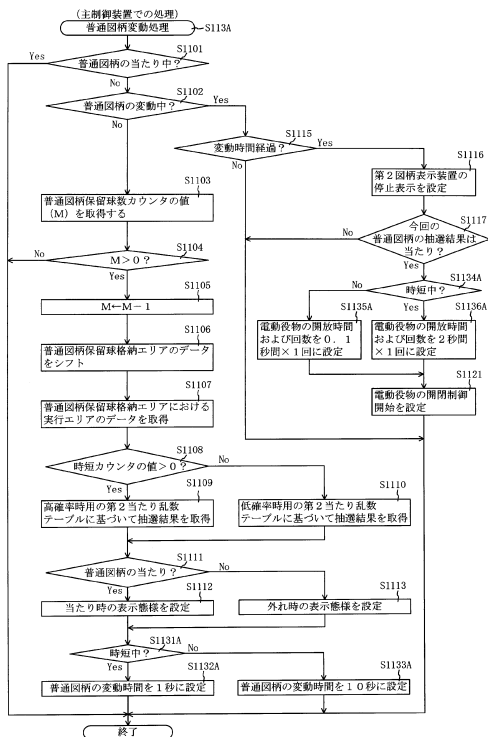 (主制御装置での処理)
普通図柄変動処理
S113A
S1101
Yes
普通図柄の当たり中？
No
S1102
普通図柄の変動中？
Yes
No
S1115
変動時間経過？
Yes
No
S1116
第２図柄表示装置の
停止表示を設定
S1117
今回の
普通図柄の抽選結果は
当たり？
No
Yes
S1103
普通図柄保留球数カウンタの値
(Ｍ)を取得する
S1104
No
Ｍ＞０？
Yes
S1105
Ｍ←Ｍ－１
S1106
普通図柄保留球格納エリアのデータ
をシフト
S1107
普通図柄保留球格納エリアにおける
実行エリアのデータを取得
S1134A
時短中？
No
Yes
S1135A
電動役物の開放時間
および回数を０．１
秒間×１回に設定
S1136A
電動役物の開放時間
および回数を２秒間
×１回に設定
S1121
電動役物の開閉制御
開始を設定
S1108
時短カウンタの値＞０？
No
Yes
S1109
高確率時用の第２当たり乱数
テーブルに基づいて抽選結果を取得
S1110
低確率時用の第２当たり乱数
テーブルに基づいて抽選結果を取得
S1111
普通図柄の当たり？
No
Yes
S1112
当たり時の表示態様を設定
S1113
外れ時の表示態様を設定
S1131A
時短中？
No
Yes
S1132A
普通図柄の変動時間を１秒に設定
S1133A
普通図柄の変動時間を１０秒に設定
終了